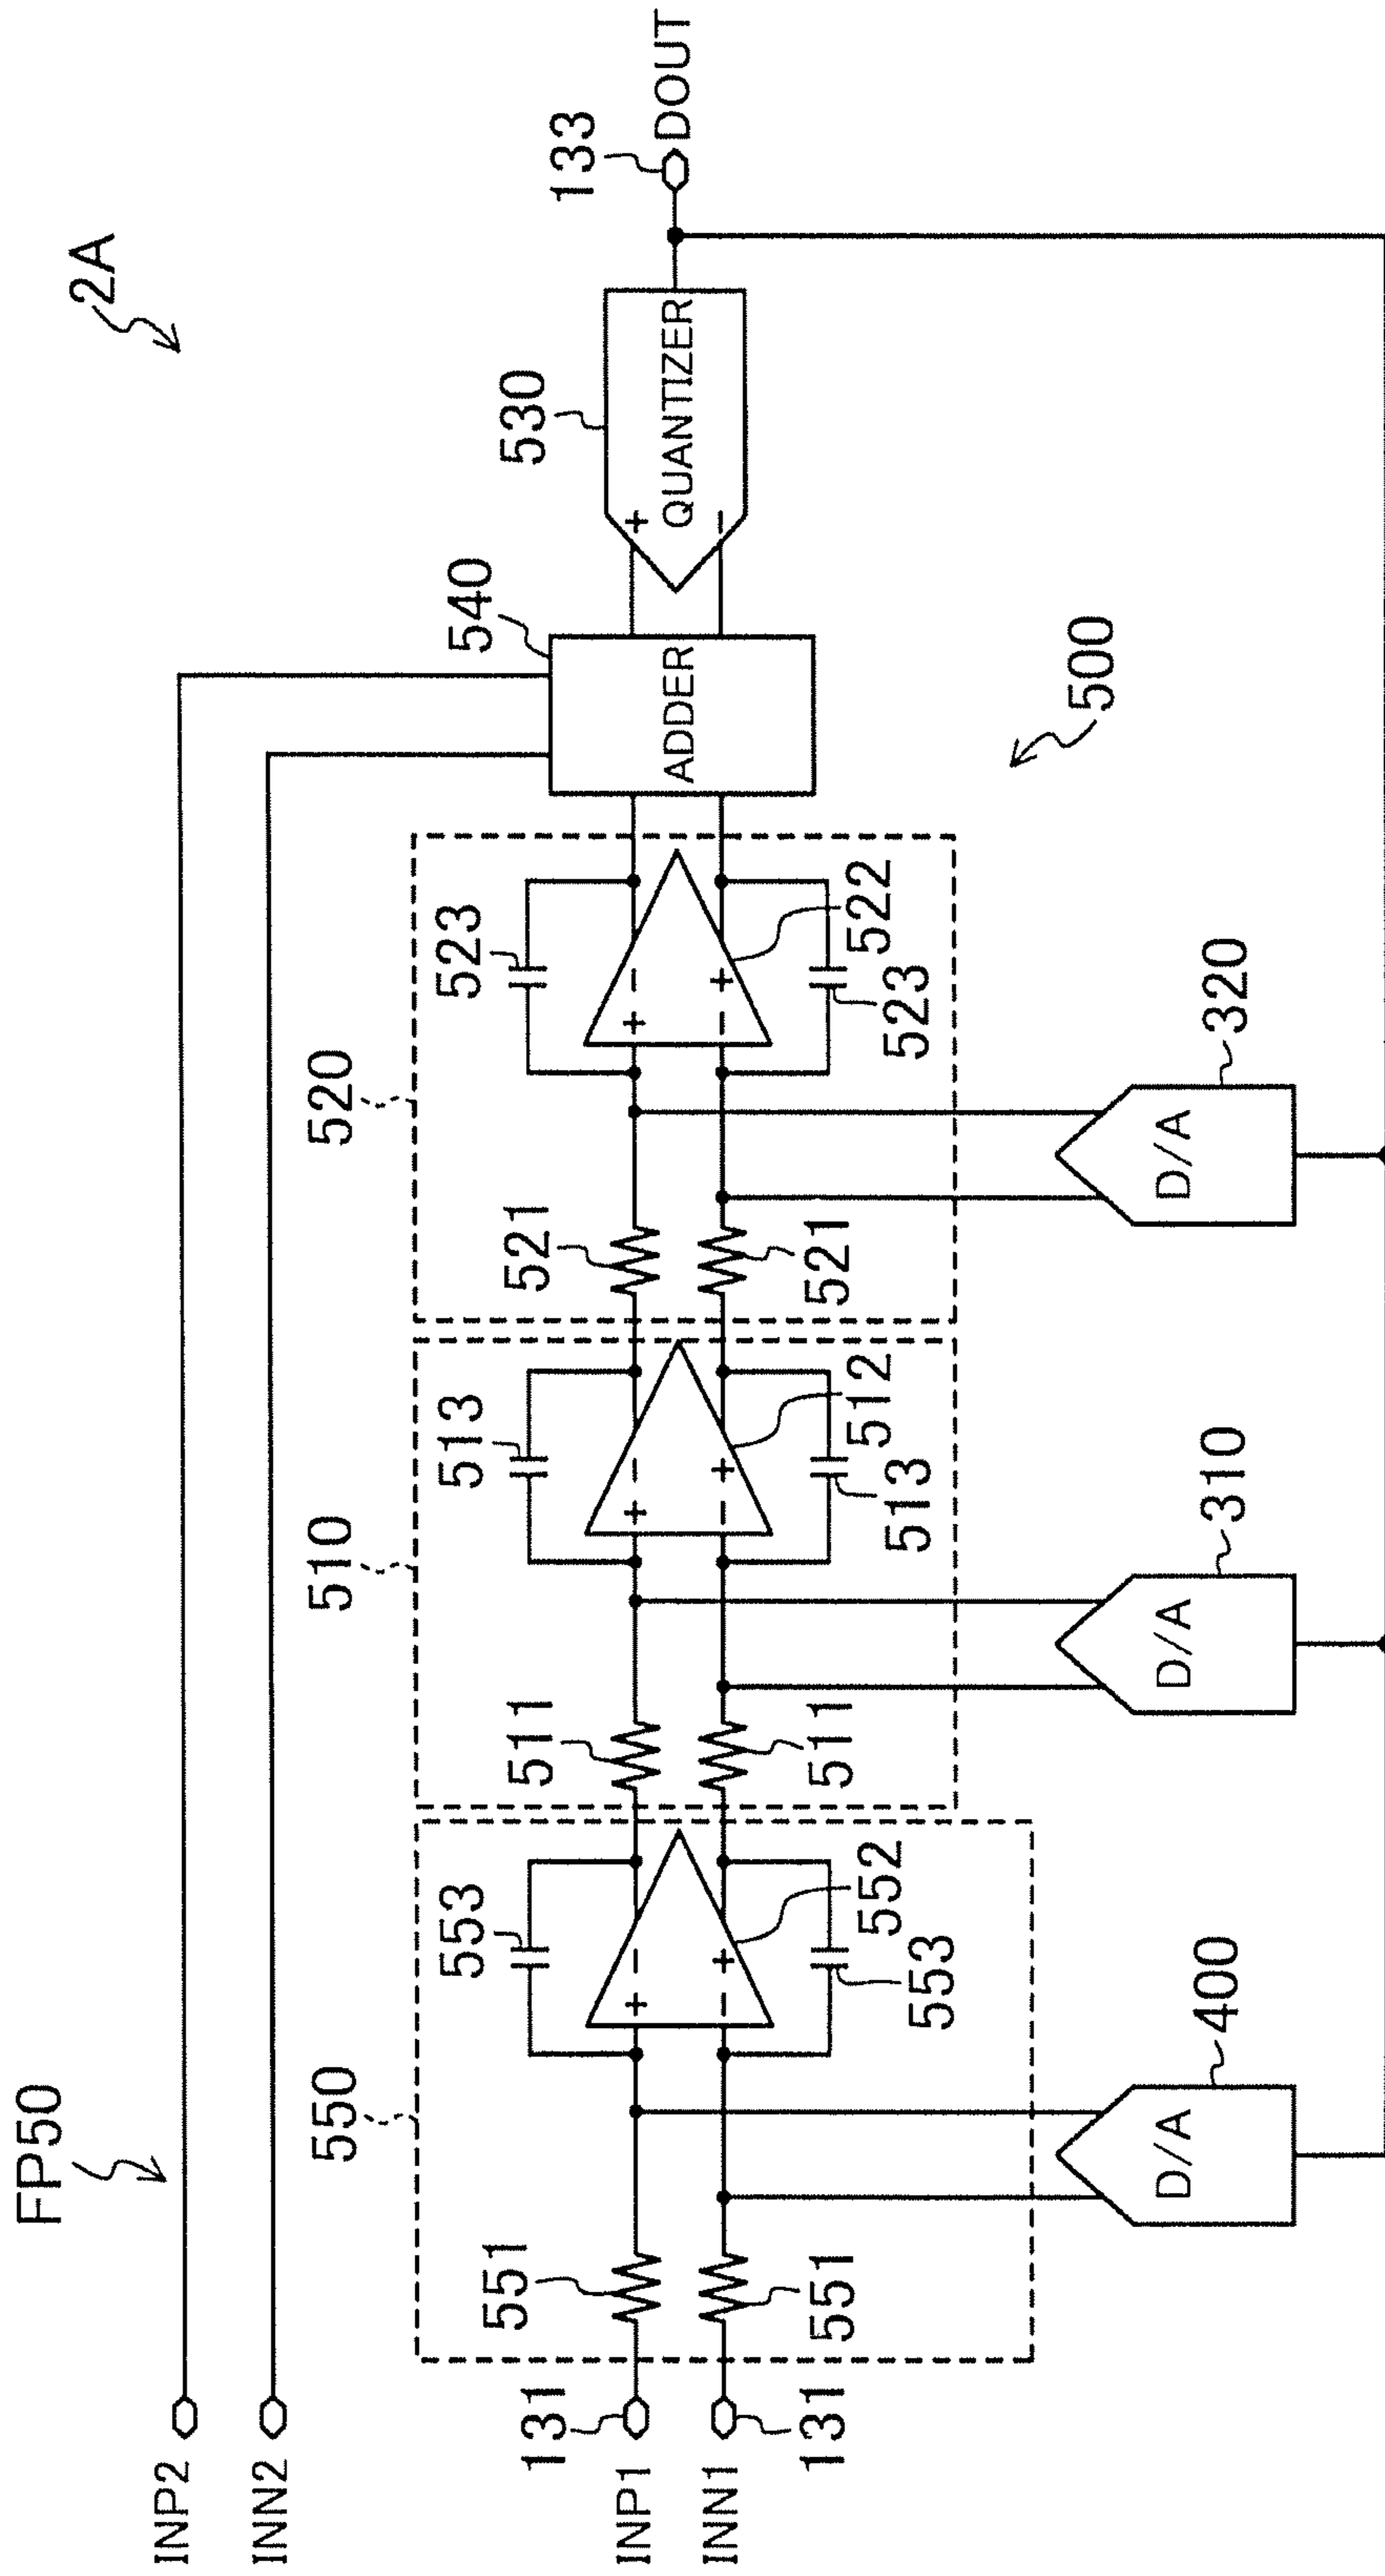 2A
FP50
INP2
INN2
INP1
INN1
131
131
550
551
551
553
553
552
+ −
− +
510
511
511
513
513
512
+ −
− +
520
521
521
523
523
522
+ −
− +
540
ADDER
530
+
QUANTIZER
−
133
DOUT
500
D/A
400
D/A
310
D/A
320